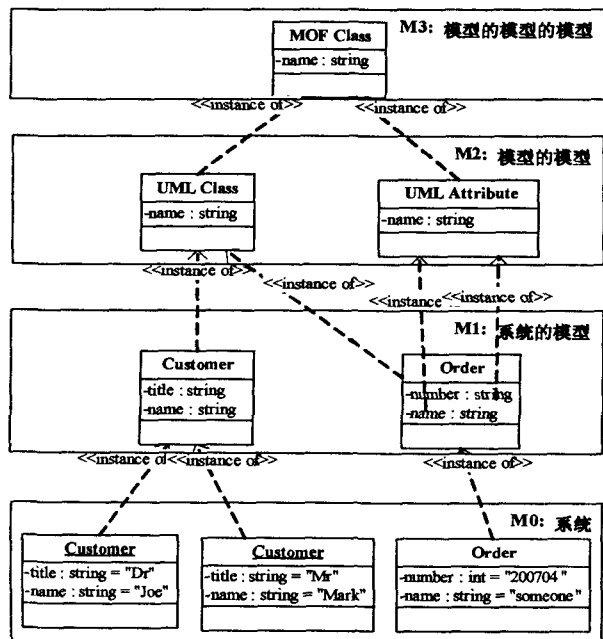 MOF Class
M3: 模型的模型的模型
-name : string
<<instance of>>
<<instance of>>
M2: 模型的模型
UML Class
UML Attribute
-name : string
-name : string
<<instance of>>
<<instance of>>
<<instance
<<instance of>>
M1: 系统的模型
Customer
Order
-title : string
-name : string
-number : string
-name : string
<<instance of>>
<<instance of>>
<<instance of>>
M0: 系统
Customer
-title : string = "Dr"
-name : string = "Joe"
Customer
-title : string = "Mr"
-name : string = "Mark"
Order
-number : int = "200704"
-name : string = "someone"